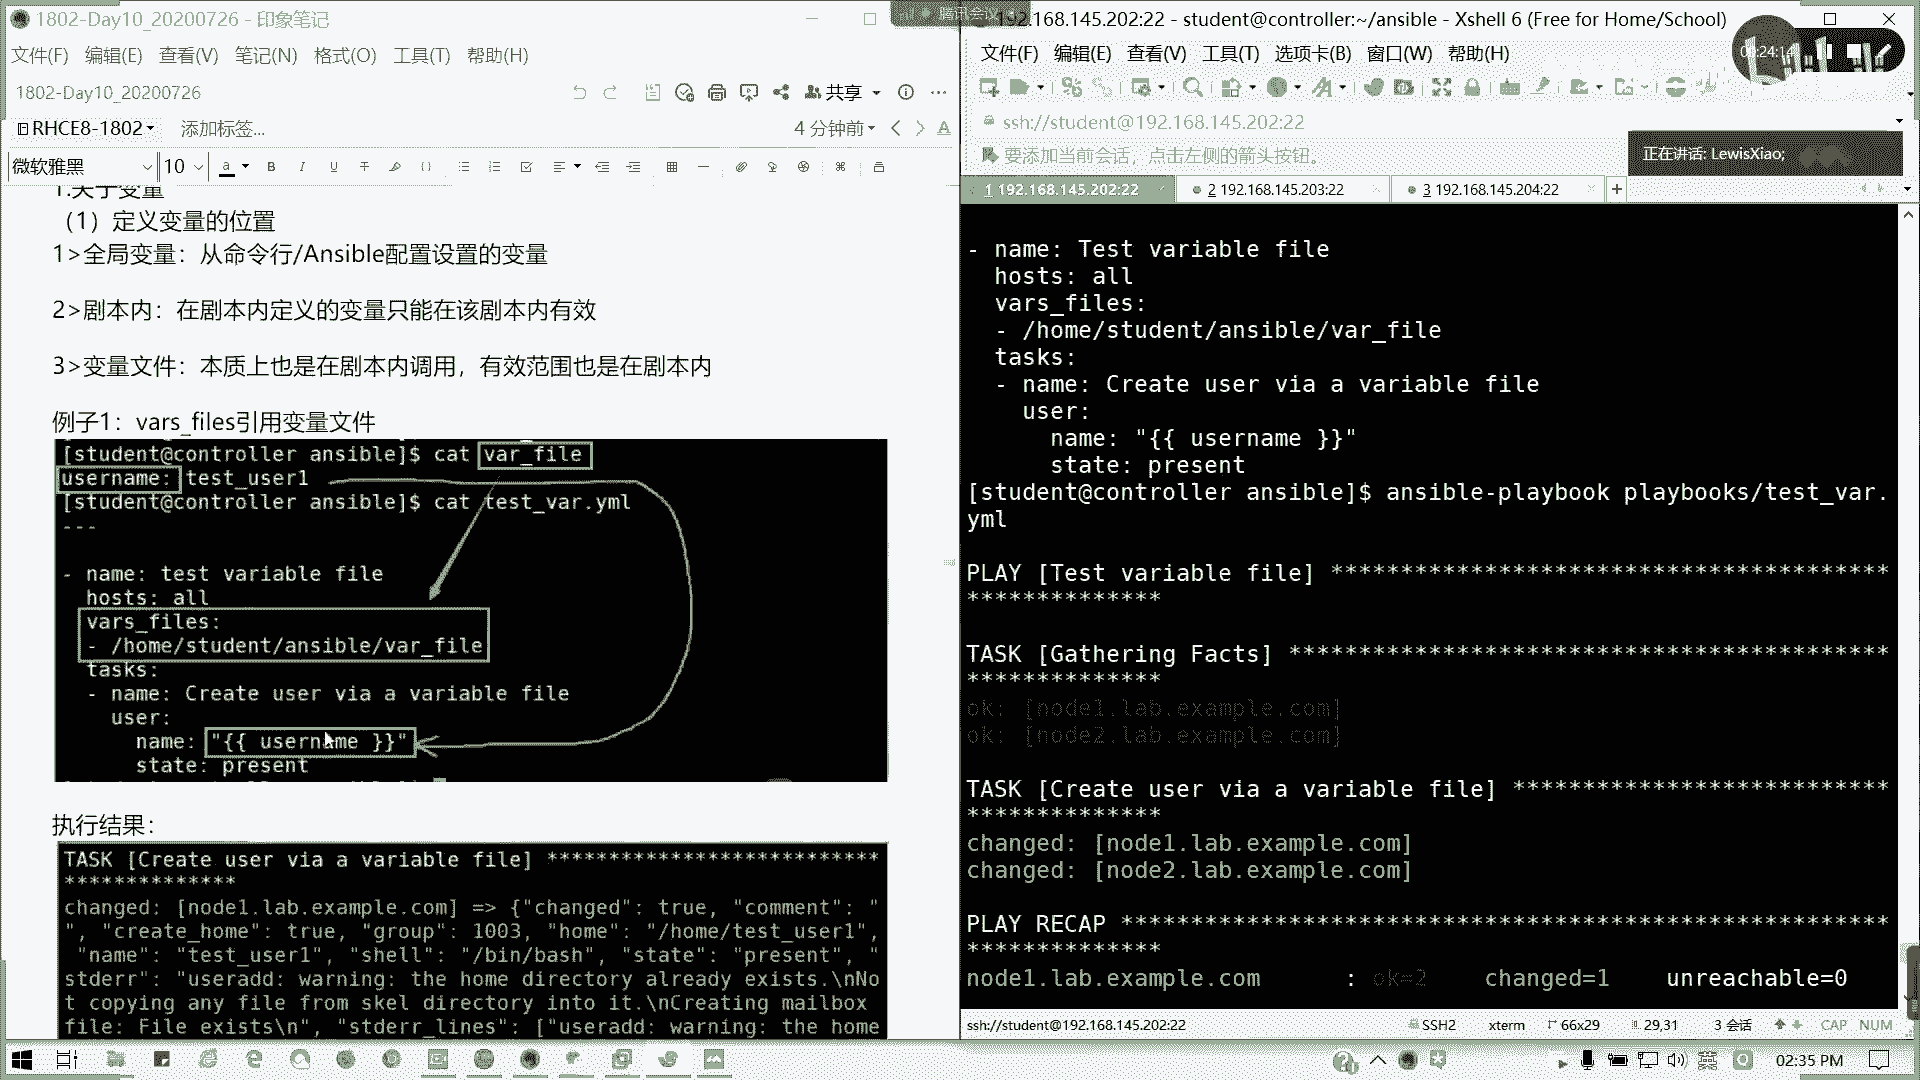 1802-Day10_20200726 - 印象笔记
文件(F) 编辑(E) 查看(V) 笔记(N) 格式(O) 工具(T) 帮助(H)
1802-Day10_20200726
共享
RHCE8-1802
添加标签...
4 分钟前
微软雅黑
10
1.关于变量
（1）定义变量的位置
1>全局变量：从命令行/Ansible配置设置的变量
2>剧本内：在剧本内定义的变量只能在该剧本内有效
3>变量文件：本质上也是在剧本内调用，有效范围也是在剧本内
例子1：vars_files引用变量文件
[student@controller ansible]$ cat var_file
username: test_user1
[student@controller ansible]$ cat test_var.yml
---
- name: test variable file
hosts: all
vars_files:
- /home/student/ansible/var_file
tasks:
- name: Create user via a variable file
user:
name: "{{ username }}"
state: present
执行结果：
TASK [Create user via a variable file] ***************************
**************
changed: [node1.lab.example.com] => {"changed": true, "comment": "
", "create_home": true, "group": 1003, "home": "/home/test_user1",
"name": "test_user1", "shell": "/bin/bash", "state": "present", "
stderr": "useradd: warning: the home directory already exists.\nNo
t copying any file from skel directory into it.\nCreating mailbox
file: File exists\n", "stderr_lines": ["useradd: warning: the home
腾讯会议
192.168.145.202:22 - student@controller:~/ansible - Xshell 6 (Free for Home/School)
文件(F) 编辑(E) 查看(V) 工具(T) 选项卡(B) 窗口(W) 帮助(H)
ssh://student@192.168.145.202:22
要添加当前会话，点击左侧的箭头按钮。
正在讲话: LewisXiao;
1 192.168.145.202:22
2 192.168.145.203:22
3 192.168.145.204:22
- name: Test variable file
hosts: all
vars_files:
- /home/student/ansible/var_file
tasks:
- name: Create user via a variable file
user:
name: "{{ username }}"
state: present
[student@controller ansible]$ ansible-playbook playbooks/test_var.
yml
PLAY [Test variable file] ****************************************
**************
TASK [Gathering Facts] *******************************************
**************
ok: [node1.lab.example.com]
ok: [node2.lab.example.com]
TASK [Create user via a variable file] ***************************
**************
changed: [node1.lab.example.com]
changed: [node2.lab.example.com]
PLAY RECAP *******************************************************
**************
node1.lab.example.com : ok=2 changed=1 unreachable=0
ssh://student@192.168.145.202:22
SSH2
xterm
66x29
29,31
3 会话
CAP NUM
英
02:35 PM